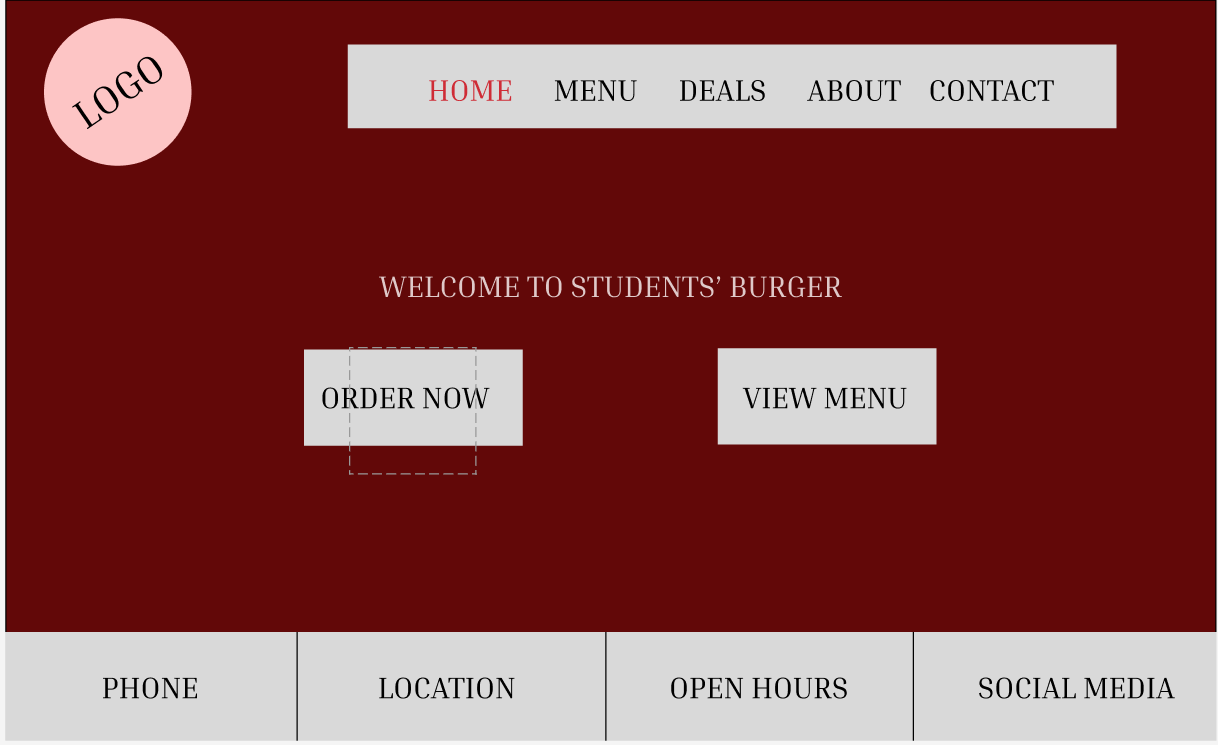 LOGO
HOME MENU DEALS ABOUT CONTACT
WELCOME TO STUDENTS’ BURGER
ORDER NOW
VIEW MENU
PHONE
LOCATION
OPEN HOURS
SOCIAL MEDIA